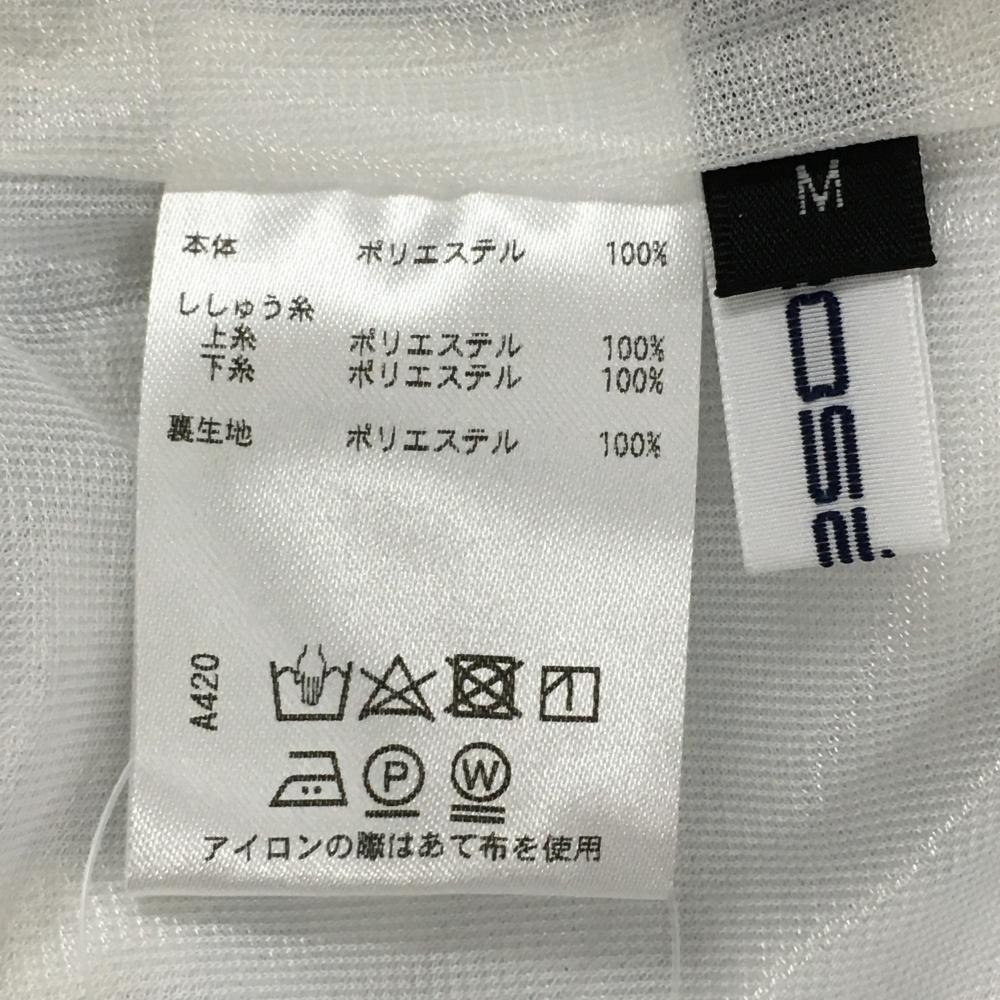 本体 ポリエステル 100%
ししゅう糸
上糸 ポリエステル 100%
下糸 ポリエステル 100%
裏生地 ポリエステル 100%
A420
P W
アイロンの際はあて布を使用
M